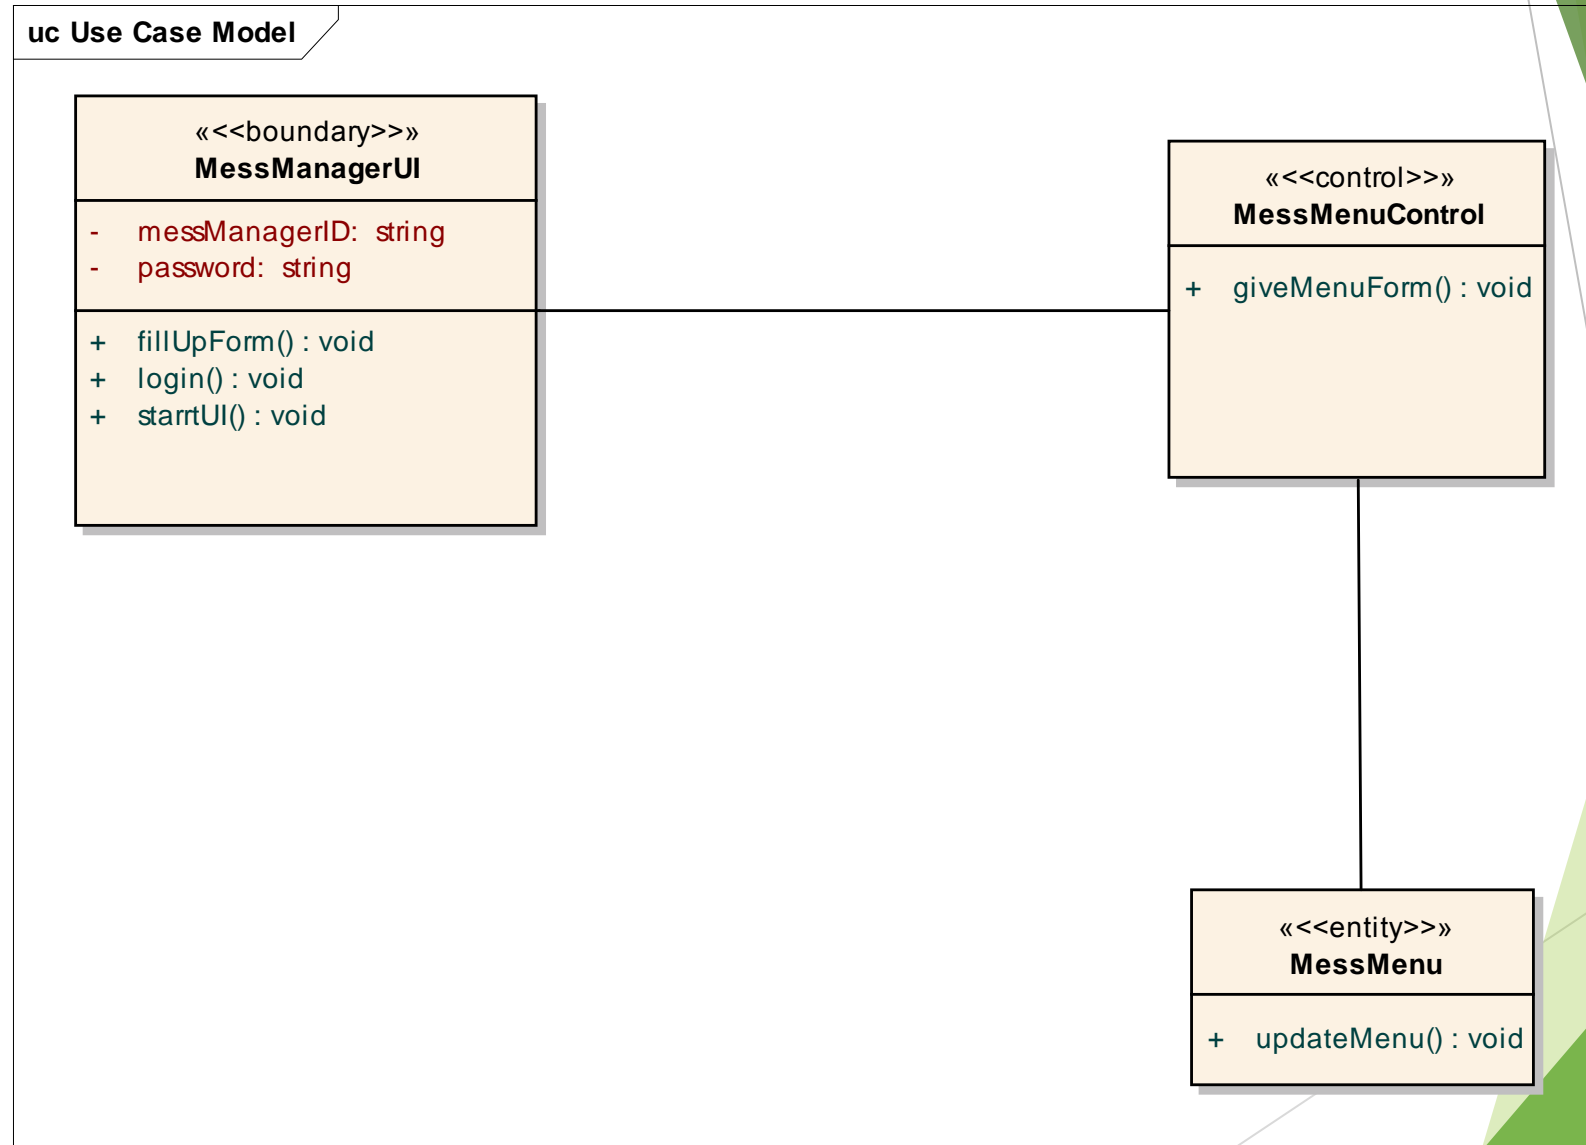 uc Use Case Model
«<<boundary>>»
MessManagerUI
- messManagerID: string
- password: string
+ fillUpForm() : void
+ login() : void
+ starrtUI() : void
«<<control>>»
MessMenuControl
+ giveMenuForm() : void
«<<entity>>»
MessMenu
+ updateMenu() : void